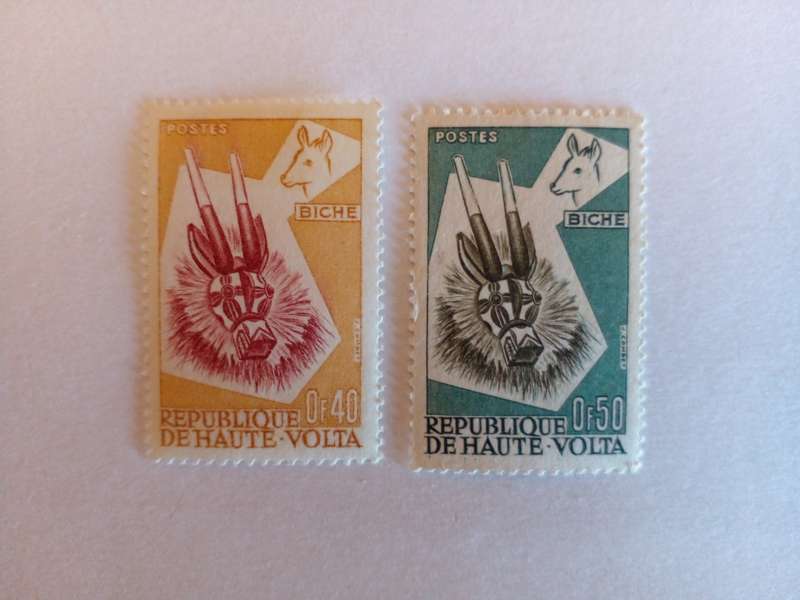 POSTES
BICHE
0F40
REPUBLIQUE
DE HAUTE·VOLTA
POSTES
BICHE
0F50
REPUBLIQUE
DE HAUTE·VOLTA